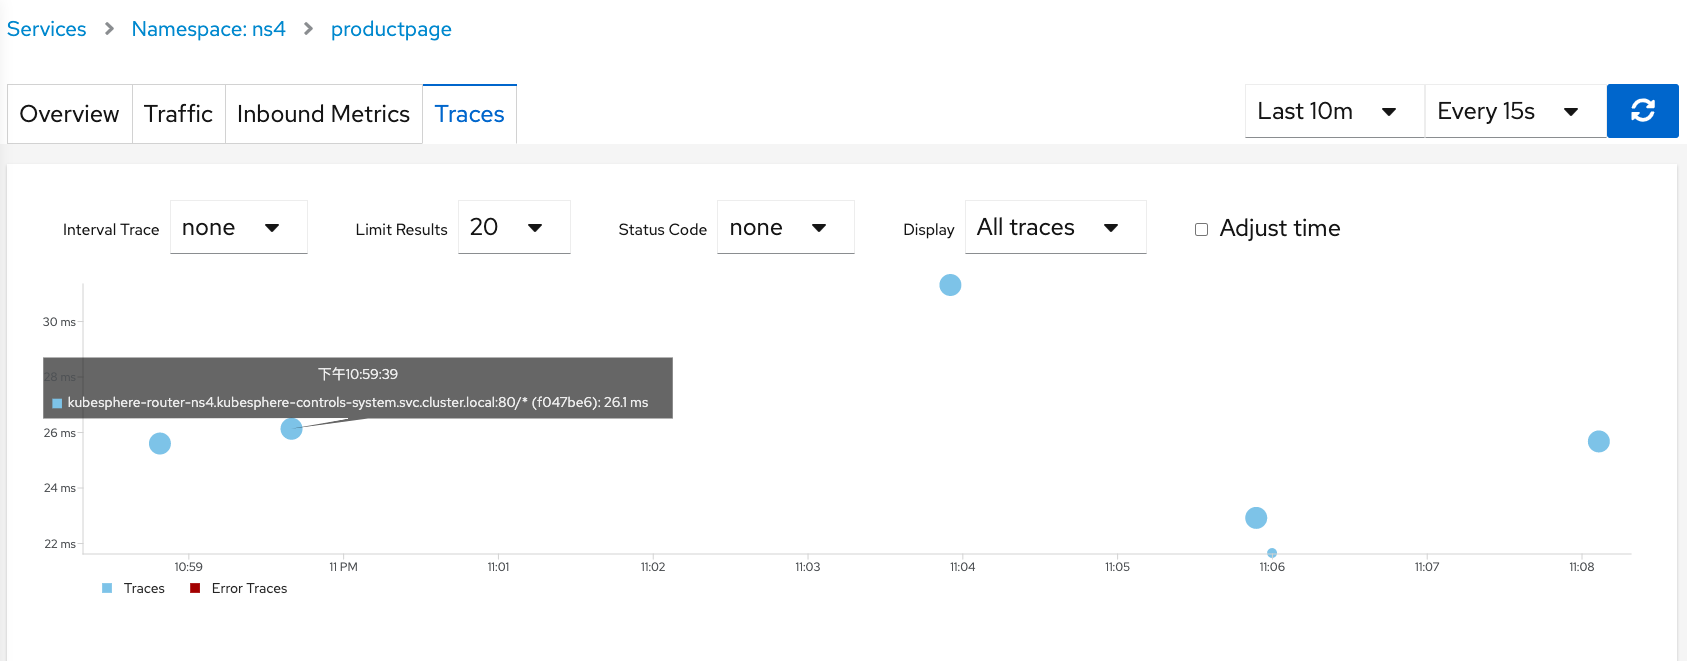 Services > Namespace: ns4 > productpage
Overview Traffic Inbound Metrics Traces Last 10m Every 15s
Interval Trace none Limit Results 20 Status Code none Display All traces Adjust time
30 ms
28 ms
下午10:59:39
kubesphere-router-ns4.kubesphere-controls-system.svc.cluster.local:80/* (f047be6): 26.1 ms
26 ms
24 ms
22 ms
10:59 11 PM 11:01 11:02 11:03 11:04 11:05 11:06 11:07 11:08
Traces Error Traces